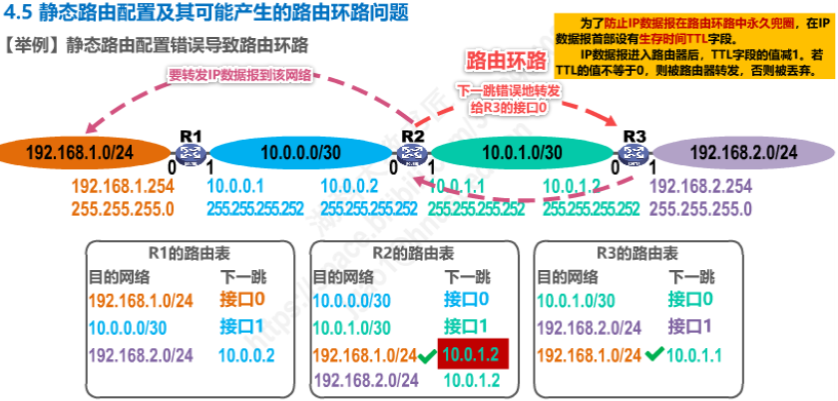 4.5 静态路由配置及其可能产生的路由环路问题
【举例】静态路由配置错误导致路由环路
为了防止IP数据报在路由环路中永久兜圈，在IP
数据报首部设有生存时间TTL字段。
IP数据报进入路由器后，TTL字段的值减1。若
TTL的值不等于0，则被路由器转发，否则被丢弃。
路由环路
要转发IP数据报到该网络
下一跳错误地转发
给R3的接口0
R1 R2 R3
192.168.1.0/24 10.0.0.0/30 10.0.1.0/30 192.168.2.0/24
0 1 0 1 0 1
192.168.1.254 10.0.0.1 10.0.0.2 10.0.1.1 10.0.1.2 192.168.2.254
255.255.255.0 255.255.255.252 255.255.255.252 255.255.255.252 255.255.255.252 255.255.255.0
R1的路由表
目的网络 下一跳
192.168.1.0/24 接口0
10.0.0.0/30 接口1
192.168.2.0/24 10.0.0.2
R2的路由表
目的网络 下一跳
10.0.0.0/30 接口0
10.0.1.0/30 接口1
192.168.1.0/24 10.0.1.2
192.168.2.0/24 10.0.1.2
R3的路由表
目的网络 下一跳
10.0.1.0/30 接口0
192.168.2.0/24 接口1
192.168.1.0/24 10.0.1.1